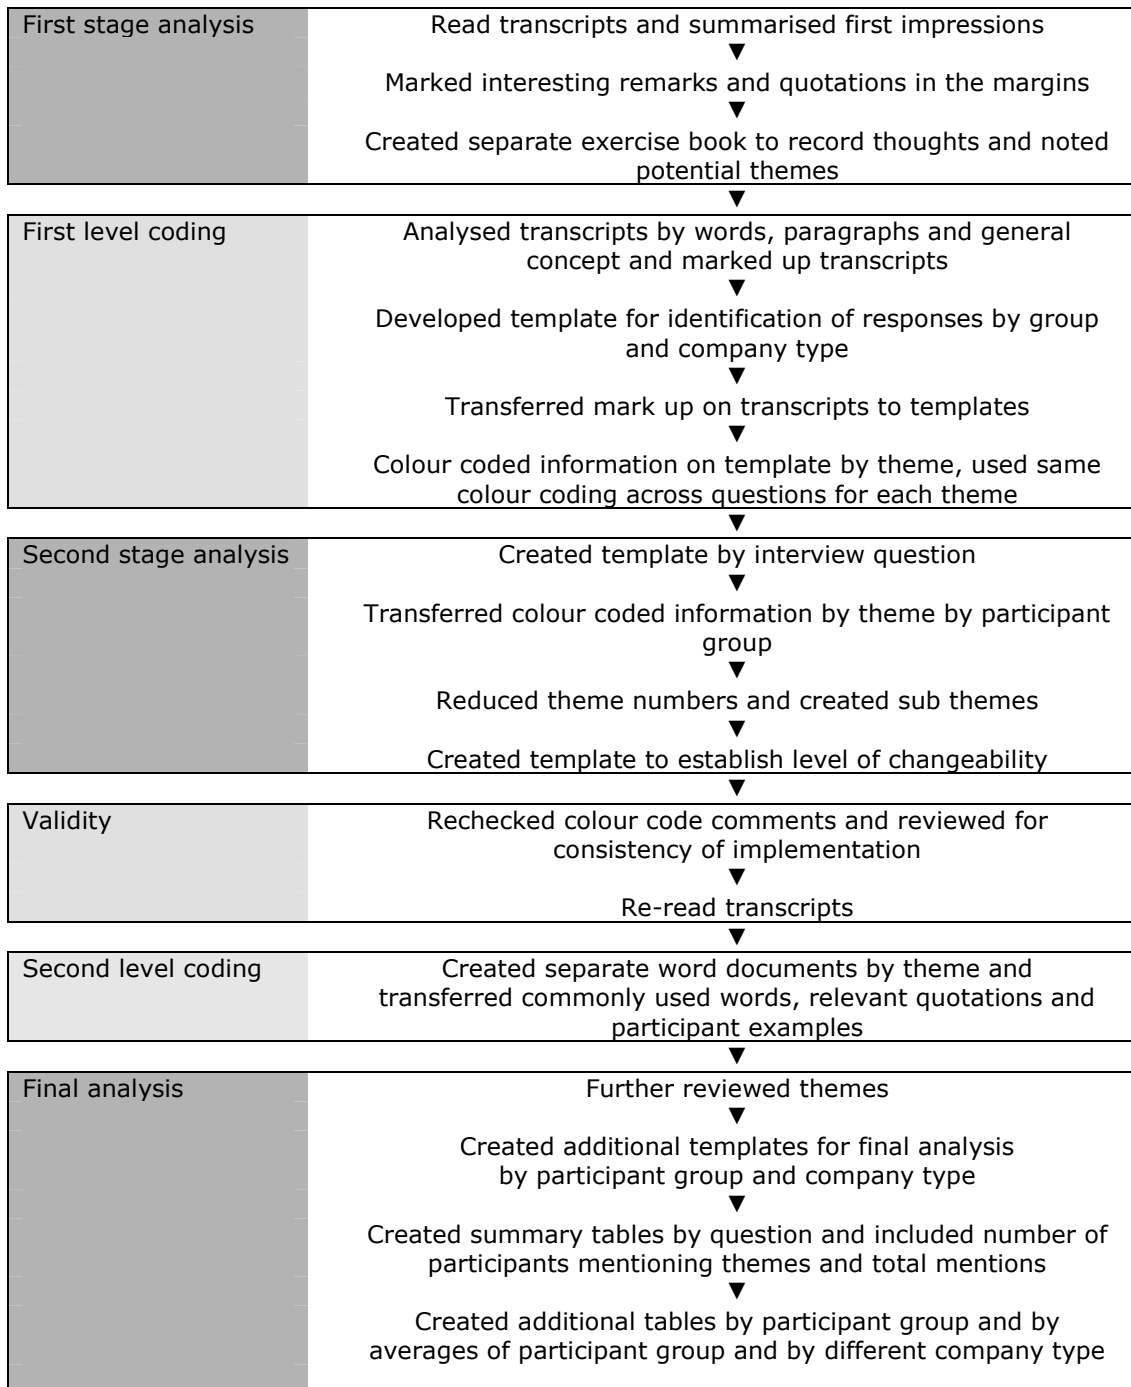 First stage analysis
Read transcripts and summarised first impressions
▼
Marked interesting remarks and quotations in the margins
▼
Created separate exercise book to record thoughts and noted
potential themes
▼
First level coding
Analysed transcripts by words, paragraphs and general
concept and marked up transcripts
▼
Developed template for identification of responses by group
and company type
▼
Transferred mark up on transcripts to templates
▼
Colour coded information on template by theme, used same
colour coding across questions for each theme
▼
Second stage analysis
Created template by interview question
▼
Transferred colour coded information by theme by participant
group
▼
Reduced theme numbers and created sub themes
▼
Created template to establish level of changeability
▼
Validity
Rechecked colour code comments and reviewed for
consistency of implementation
▼
Re-read transcripts
▼
Second level coding
Created separate word documents by theme and
transferred commonly used words, relevant quotations and
participant examples
▼
Final analysis
Further reviewed themes
▼
Created additional templates for final analysis
by participant group and company type
▼
Created summary tables by question and included number of
participants mentioning themes and total mentions
▼
Created additional tables by participant group and by
averages of participant group and by different company type